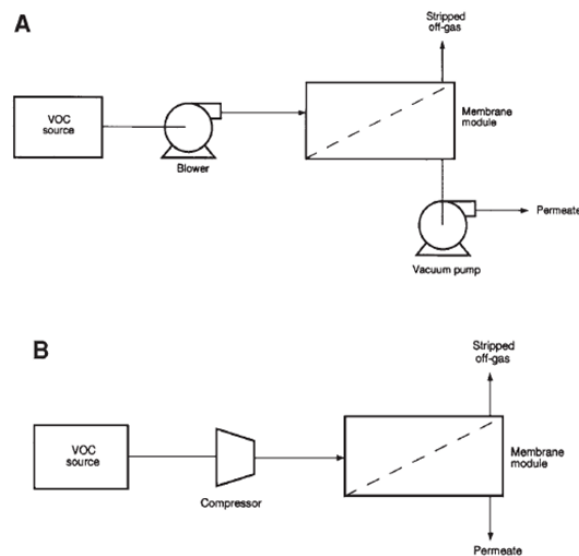 A
Stripped
off-gas
VOC
source
Blower
Membrane
module
Permeate
Vacuum pump
B
Stripped
off-gas
VOC
source
Compressor
Membrane
module
Permeate